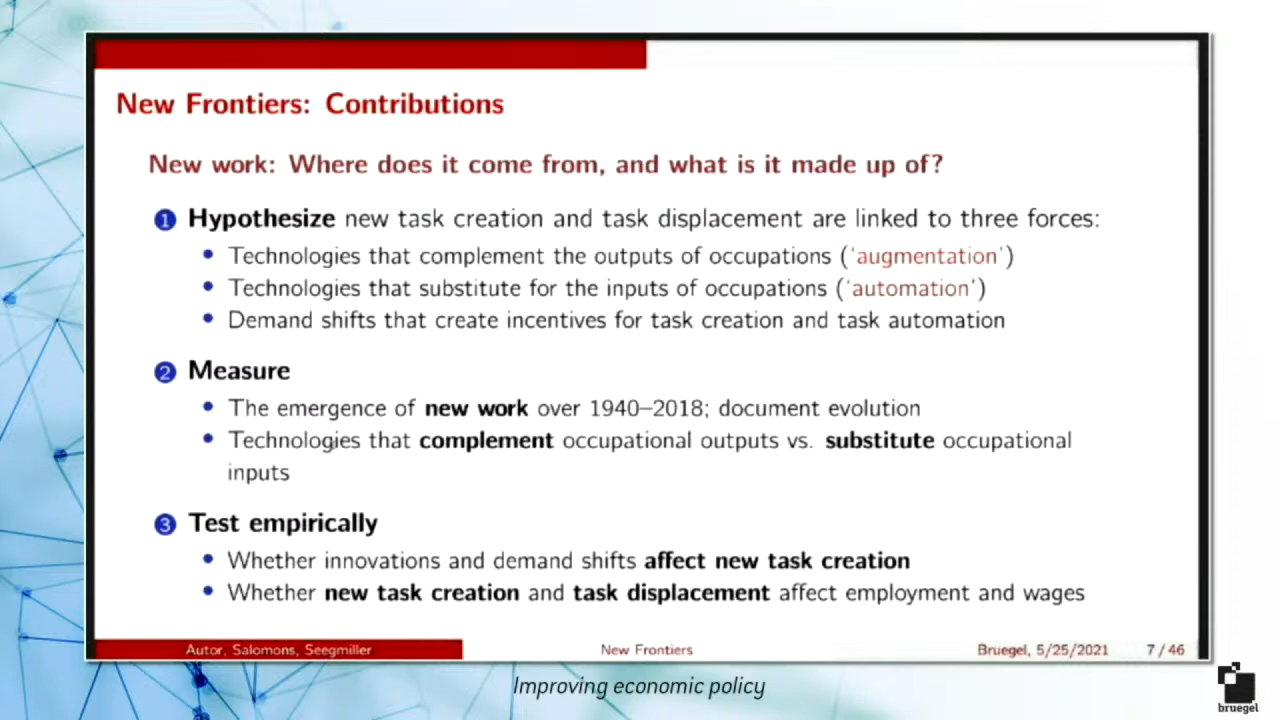 New Frontiers: Contributions
New work: Where does it come from, and what is it made up of?
1 Hypothesize new task creation and task displacement are linked to three forces:
• Technologies that complement the outputs of occupations ('augmentation')
• Technologies that substitute for the inputs of occupations ('automation')
• Demand shifts that create incentives for task creation and task automation
2 Measure
• The emergence of new work over 1940–2018; document evolution
• Technologies that complement occupational outputs vs. substitute occupational
inputs
3 Test empirically
• Whether innovations and demand shifts affect new task creation
• Whether new task creation and task displacement affect employment and wages
Autor, Salomons, Seegmiller New Frontiers Bruegel, 5/25/2021 7 / 46
Improving economic policy
bruegel